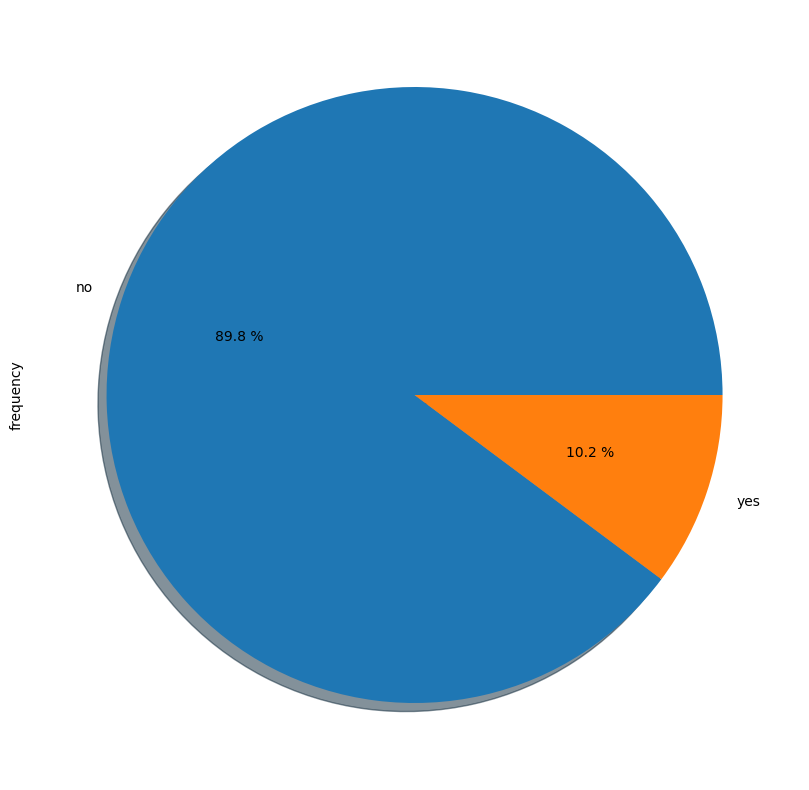 no
89.8 %
frequency
10.2 %
yes